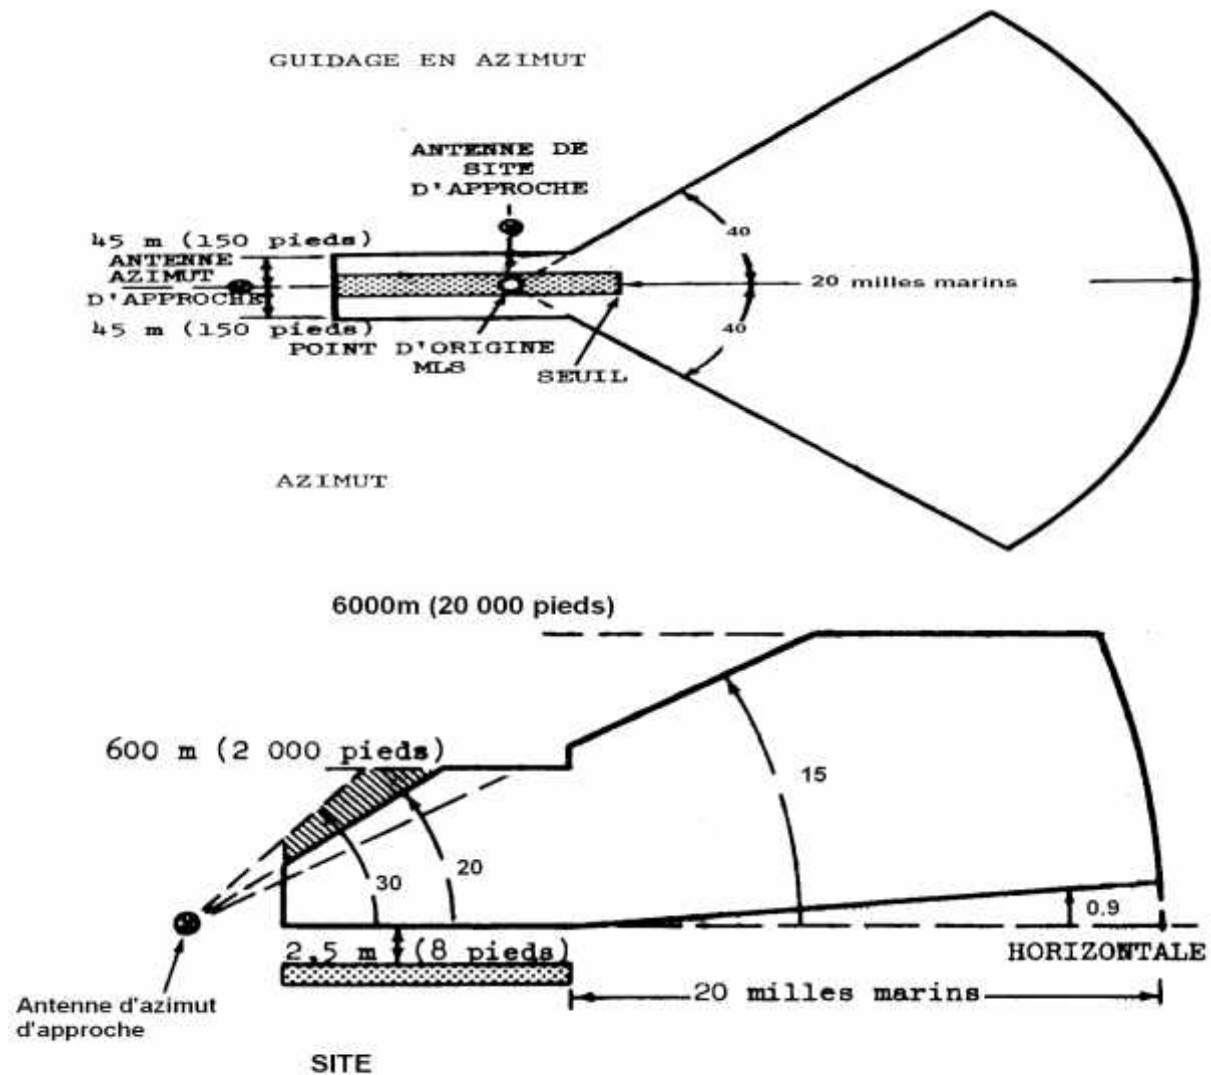 GUIDAGE EN AZIMUT
ANTENNE DE
SITE
D'APPROCHE
45 m (150 pieds)
ANTENNE
AZIMUT
D'APPROCHE
45 m (150 pieds)
40
20 milles marins
40
POINT D'ORIGINE
MLS
SEUIL
AZIMUT
6000m (20 000 pieds)
600 m (2 000 pieds)
15
20
30
0.9
2,5 m (8 pieds)
HORIZONTALE
20 milles marins
Antenne d'azimut
d'approche
SITE